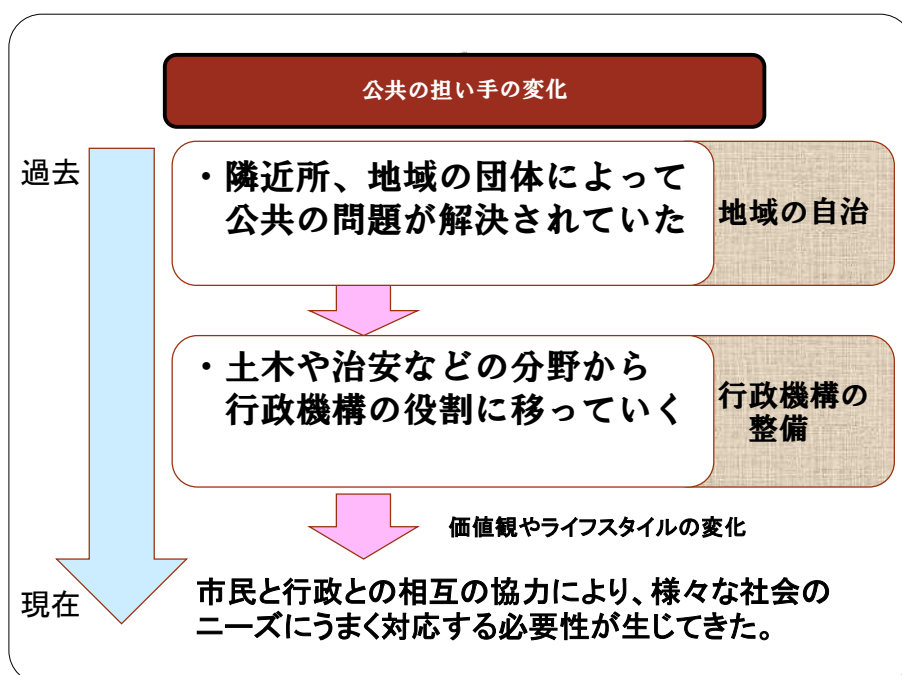 公共の担い手の変化
過去
・隣近所、地域の団体によって
公共の問題が解決されていた
地域の自治
・土木や治安などの分野から
行政機構の役割に移っていく
行政機構の
整備
価値観やライフスタイルの変化
現在
市民と行政との相互の協力により、様々な社会の
ニーズにうまく対応する必要性が生じてきた。